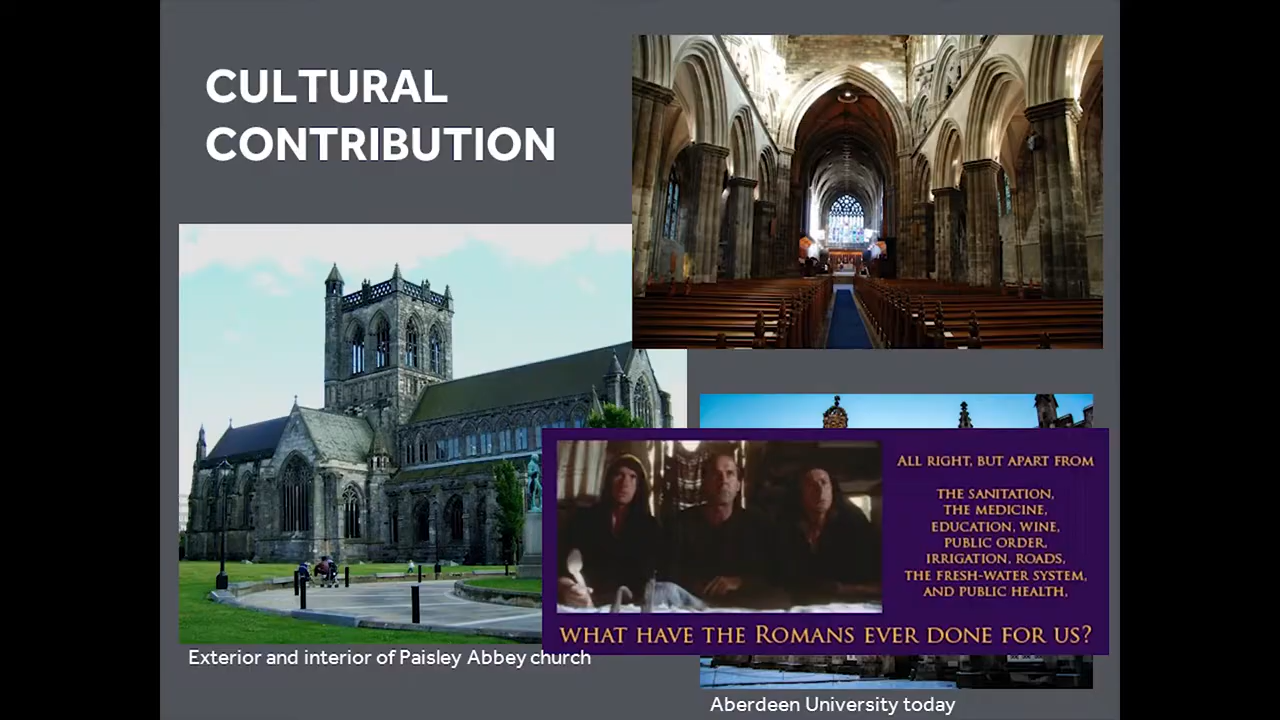 CULTURAL
CONTRIBUTION
ALL RIGHT, BUT APART FROM
THE SANITATION,
THE MEDICINE,
EDUCATION, WINE,
PUBLIC ORDER,
IRRIGATION, ROADS,
THE FRESH-WATER SYSTEM,
AND PUBLIC HEALTH,
WHAT HAVE THE ROMANS EVER DONE FOR US?
Exterior and interior of Paisley Abbey church
Aberdeen University today